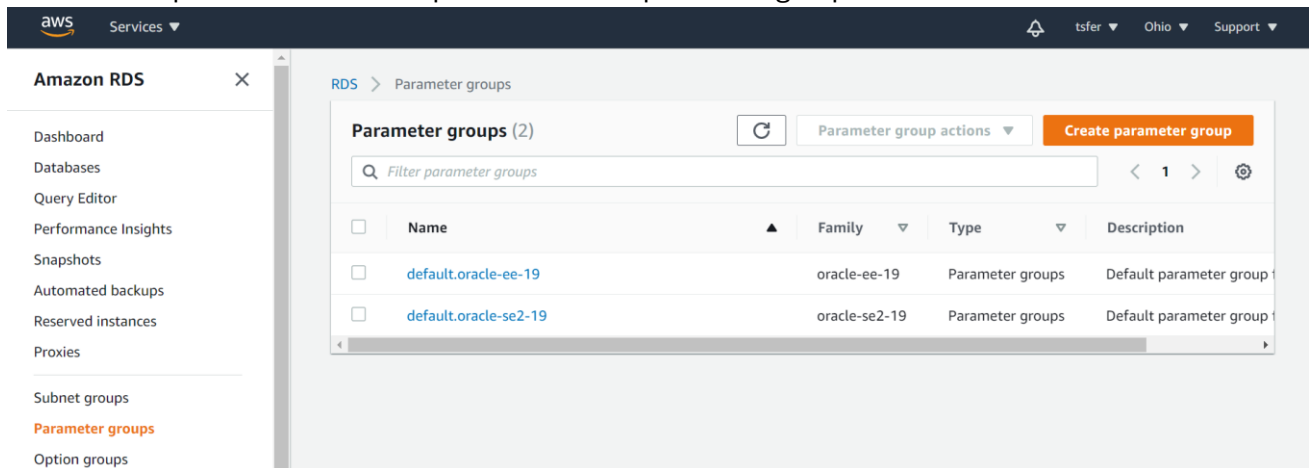 aws Services ▼ tsfer ▼ Ohio ▼ Support ▼
Amazon RDS
Dashboard
Databases
Query Editor
Performance Insights
Snapshots
Automated backups
Reserved instances
Proxies
Subnet groups
Parameter groups
Option groups
RDS > Parameter groups
Parameter groups (2) Parameter group actions ▼ Create parameter group
Filter parameter groups < 1 >
Name ▲ Family ▽ Type ▽ Description
default.oracle-ee-19 oracle-ee-19 Parameter groups Default parameter group
default.oracle-se2-19 oracle-se2-19 Parameter groups Default parameter group